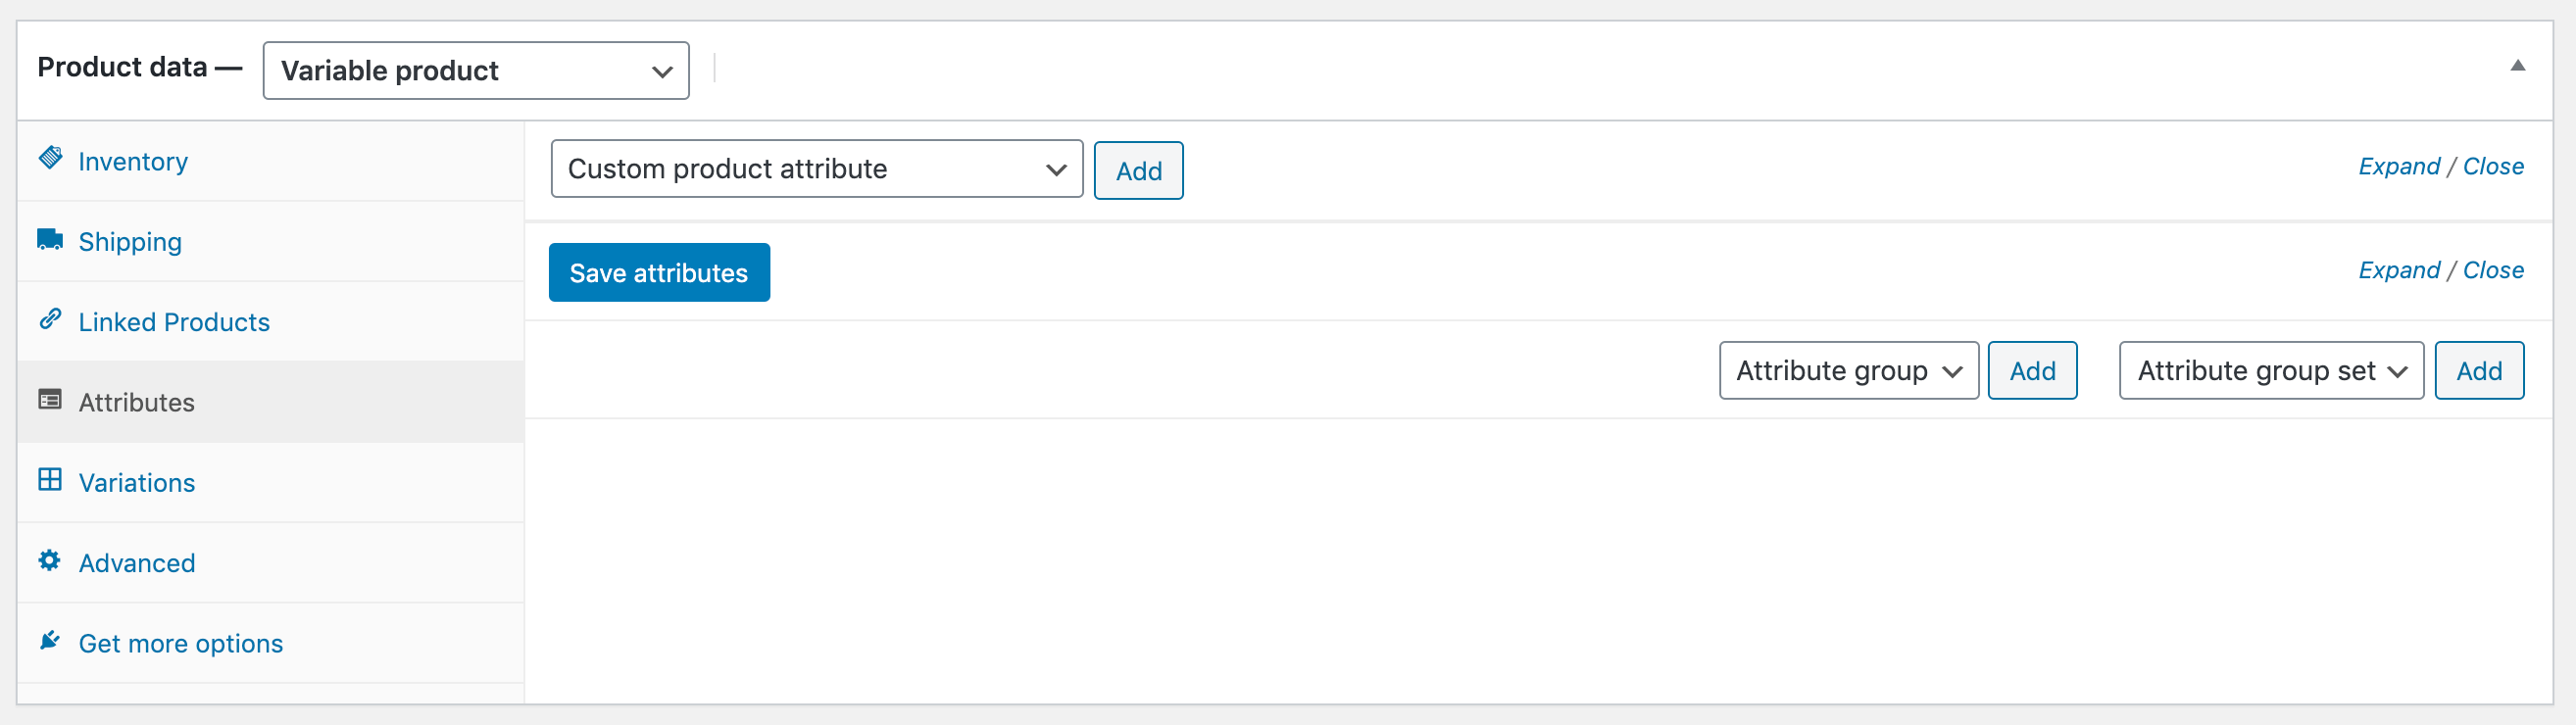 Product data — Variable product
Inventory
Shipping
Linked Products
Attributes
Variations
Advanced
Get more options
Custom product attribute Add Expand / Close
Save attributes Expand / Close
Attribute group Add Attribute group set Add